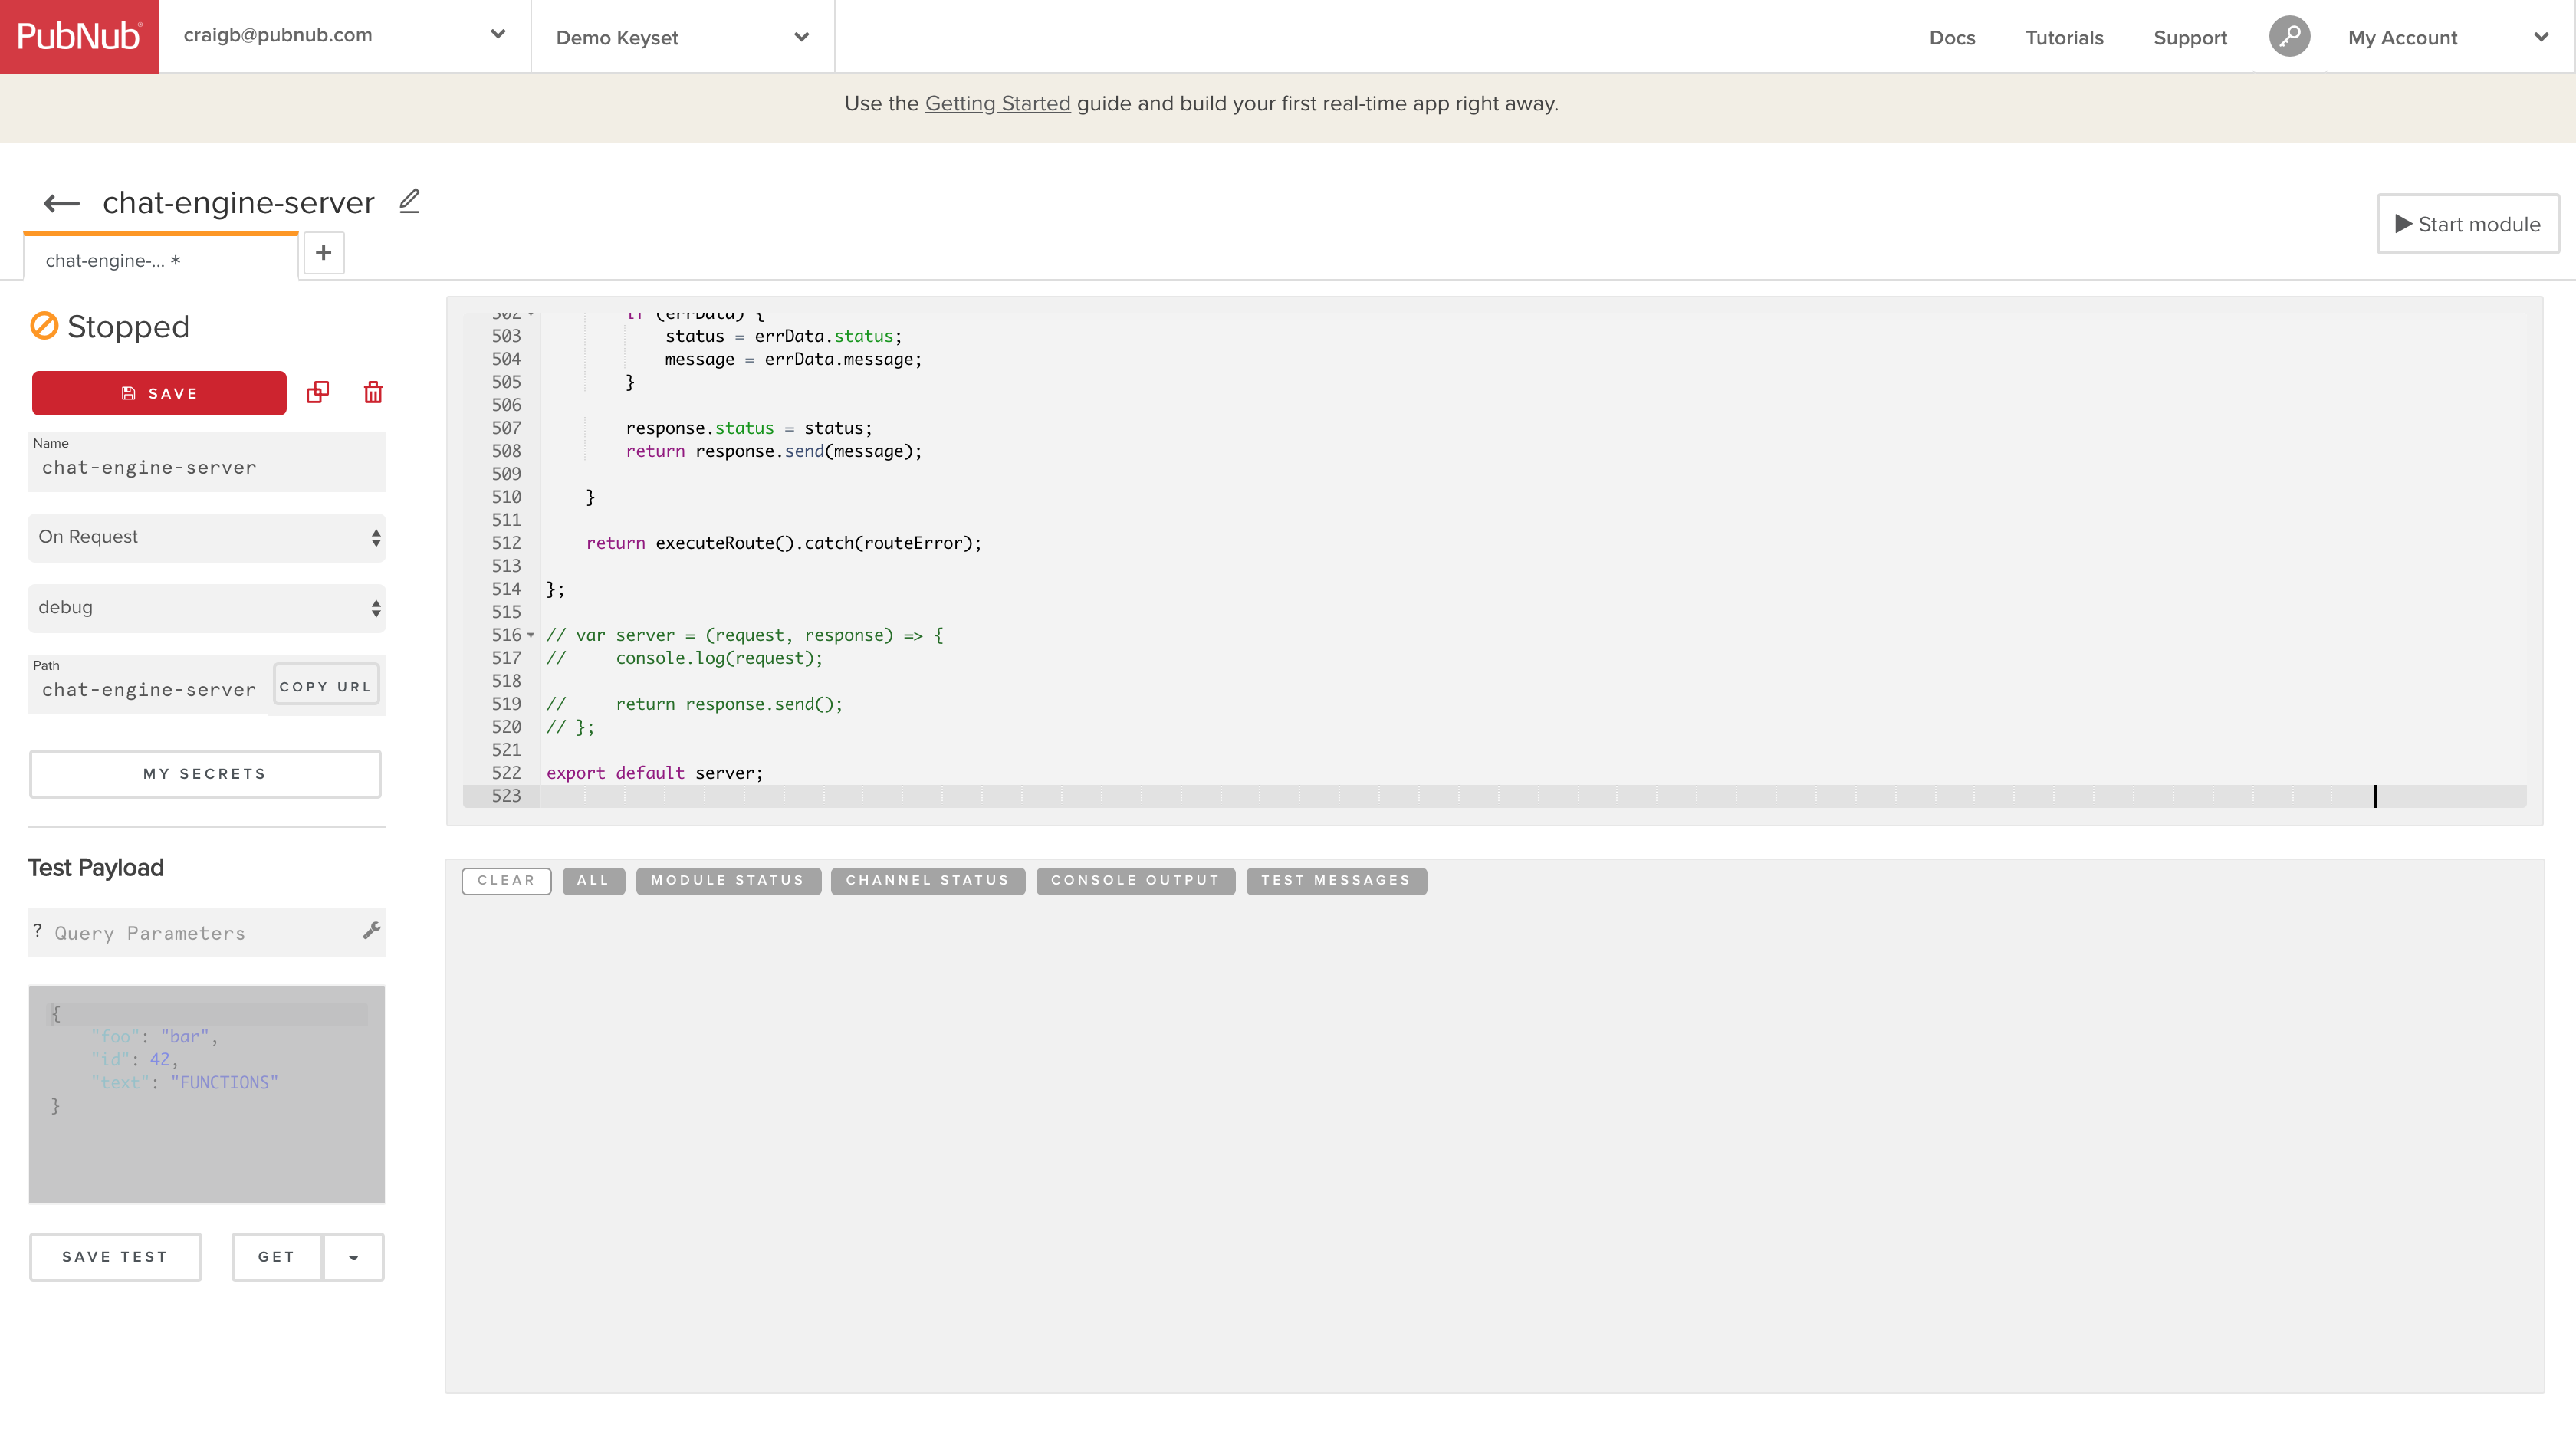 PubNub
craigb@pubnub.com
Demo Keyset
Docs
Tutorials
Support
My Account
Use the Getting Started guide and build your first real-time app right away.
chat-engine-server
Start module
chat-engine-... *
+
Stopped
SAVE
Name
chat-engine-server
On Request
debug
Path
chat-engine-server
COPY URL
MY SECRETS
Test Payload
? Query Parameters
{
"foo": "bar",
"id": 42,
"text": "FUNCTIONS"
}
SAVE TEST
GET
502 if (errData) {
503 status = errData.status;
504 message = errData.message;
505 }
506
507 response.status = status;
508 return response.send(message);
509
510 }
511
512 return executeRoute().catch(routeError);
513
514 };
515
516 // var server = (request, response) => {
517 // console.log(request);
518
519 // return response.send();
520 // };
521
522 export default server;
523
CLEAR
ALL
MODULE STATUS
CHANNEL STATUS
CONSOLE OUTPUT
TEST MESSAGES